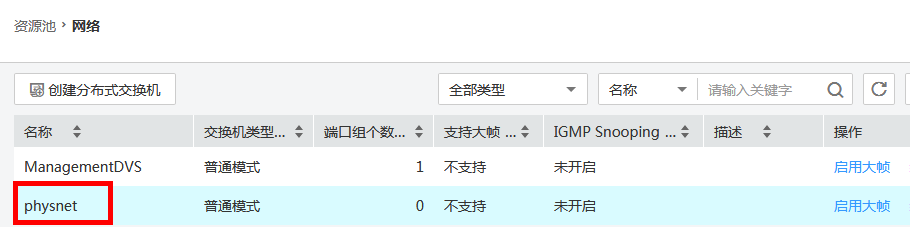 资源池 › 网络
创建分布式交换机 全部类型 名称 请输入关键字
名称 交换机类型... 端口组个数... 支持大帧 ... IGMP Snooping ... 描述 操作
ManagementDVS 普通模式 1 不支持 未开启 启用大帧
physnet 普通模式 0 不支持 未开启 启用大帧